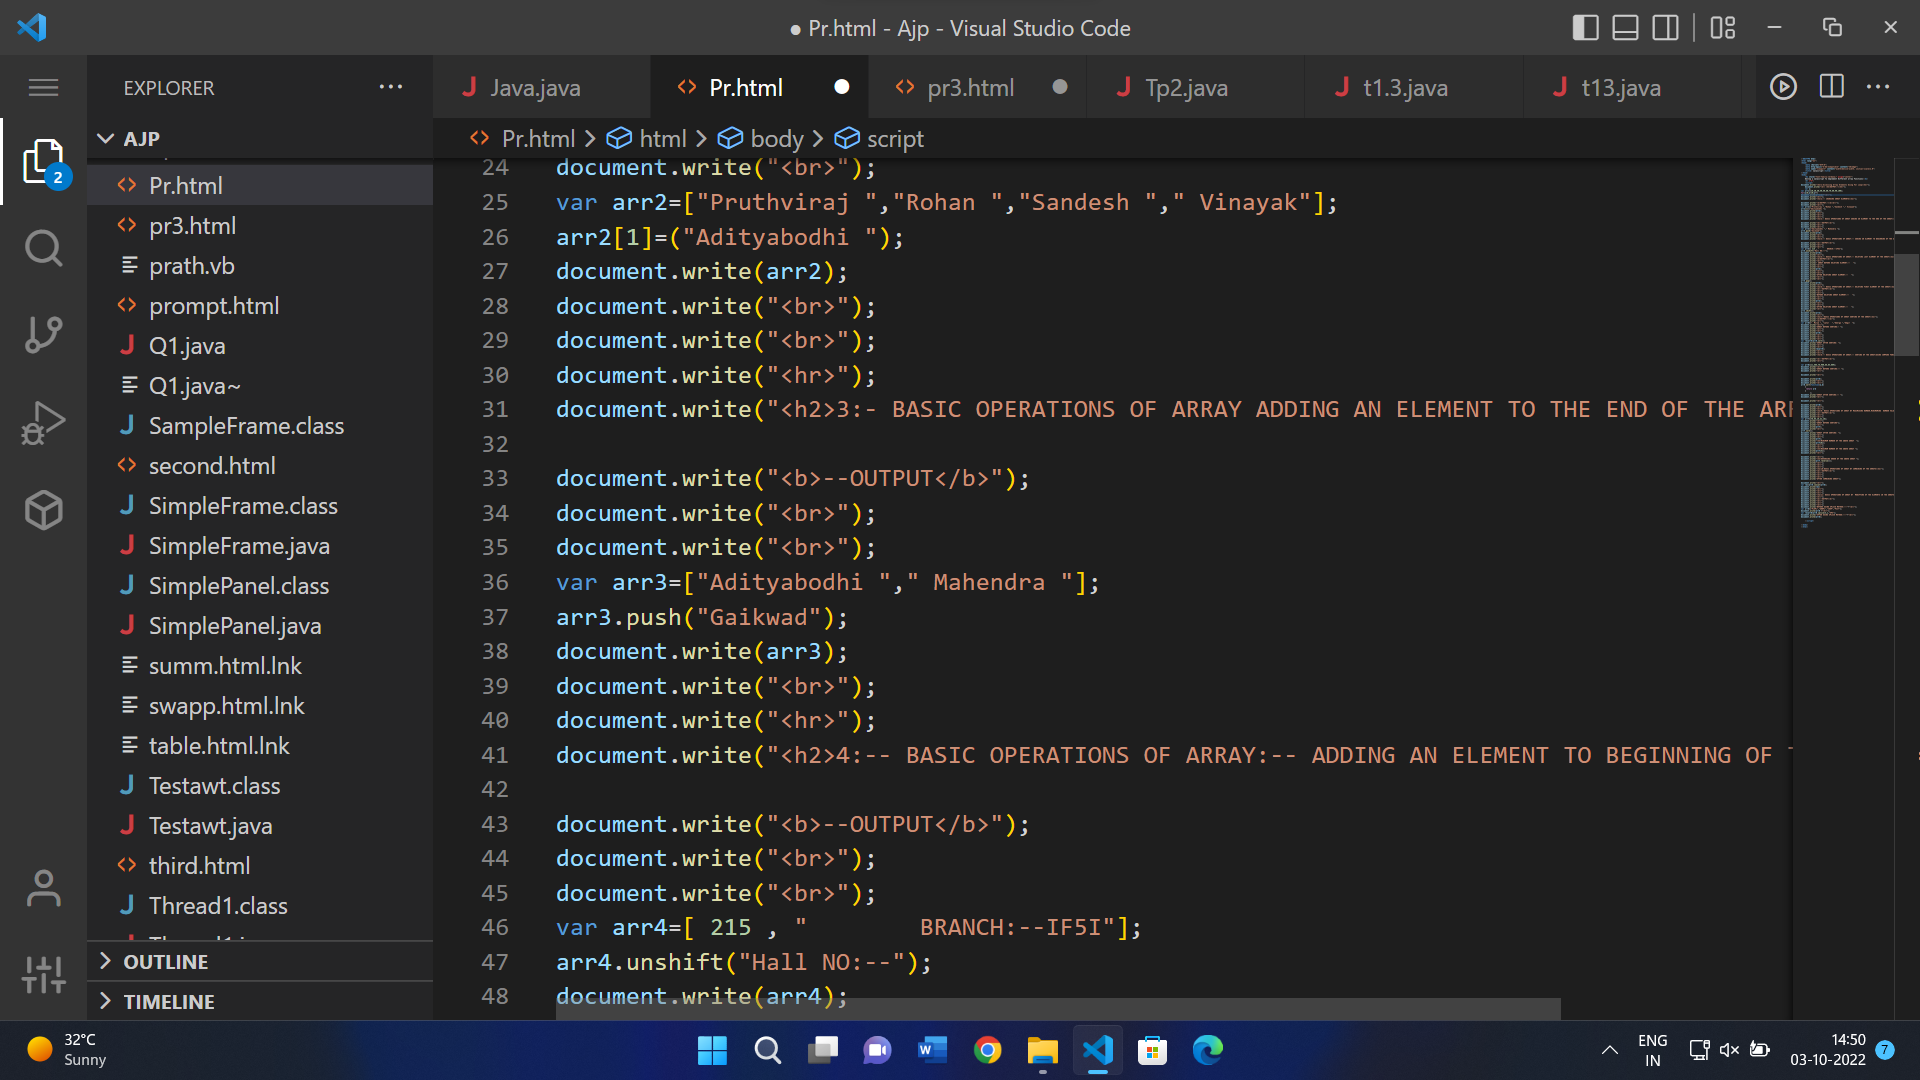 ● Pr.html - Ajp - Visual Studio Code
EXPLORER
Java.java
Pr.html
pr3.html
Tp2.java
t1.3.java
t13.java
AJP
Pr.html > html > body > script
2
Pr.html
pr3.html
prath.vb
prompt.html
Q1.java
Q1.java~
SampleFrame.class
second.html
SimpleFrame.class
SimpleFrame.java
SimplePanel.class
SimplePanel.java
summ.html.lnk
swapp.html.lnk
table.html.lnk
Testawt.class
Testawt.java
third.html
Thread1.class
OUTLINE
TIMELINE
24 document.write("<br>");
25 var arr2=["Pruthviraj ","Rohan ","Sandesh "," Vinayak"];
26 arr2[1]=("Adityabodhi ");
27 document.write(arr2);
28 document.write("<br>");
29 document.write("<br>");
30 document.write("<hr>");
31 document.write("<h2>3:- BASIC OPERATIONS OF ARRAY ADDING AN ELEMENT TO THE END OF THE
32
33 document.write("<b>--OUTPUT</b>");
34 document.write("<br>");
35 document.write("<br>");
36 var arr3=["Adityabodhi "," Mahendra "];
37 arr3.push("Gaikwad");
38 document.write(arr3);
39 document.write("<br>");
40 document.write("<hr>");
41 document.write("<h2>4:-- BASIC OPERATIONS OF ARRAY:-- ADDING AN ELEMENT TO BEGINNING OF
42
43 document.write("<b>--OUTPUT</b>");
44 document.write("<br>");
45 document.write("<br>");
46 var arr4=[ 215 , "        BRANCH:--IF5I"];
47 arr4.unshift("Hall NO:--");
48 document.write(arr4);
32°C
Sunny
ENG
IN
14:50
03-10-2022
7